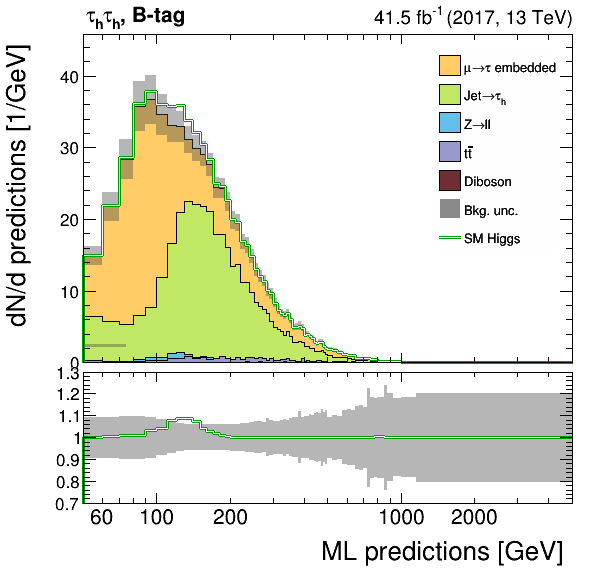 τhτh, B-tag
41.5 fb⁻¹ (2017, 13 TeV)
dN/d predictions [1/GeV]
40
30
20
10
0
μ→τ embedded
Jet→τh
Z→ll
tt̄
Diboson
Bkg. unc.
SM Higgs
1.3
1.2
1.1
1
0.9
0.8
0.7
60 100 200 1000 2000
ML predictions [GeV]